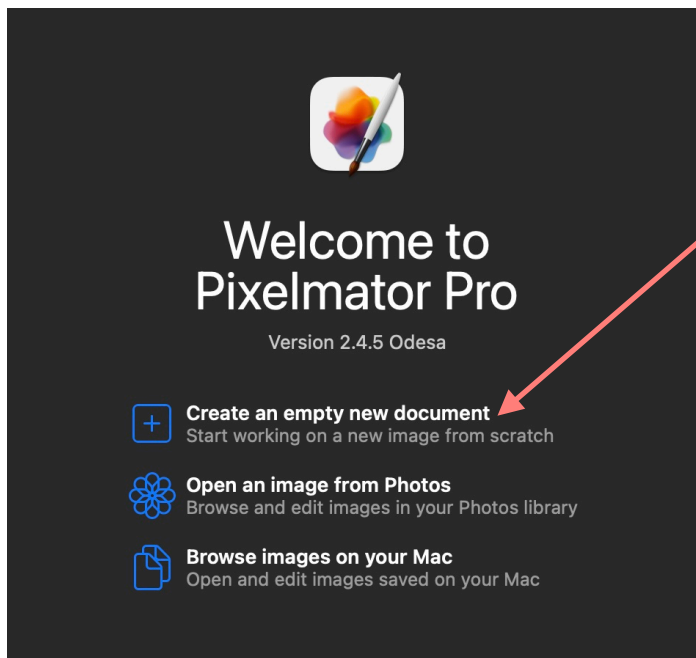 Welcome to
Pixelmator Pro
Version 2.4.5 Odesa
Create an empty new document
Start working on a new image from scratch
Open an image from Photos
Browse and edit images in your Photos library
Browse images on your Mac
Open and edit images saved on your Mac